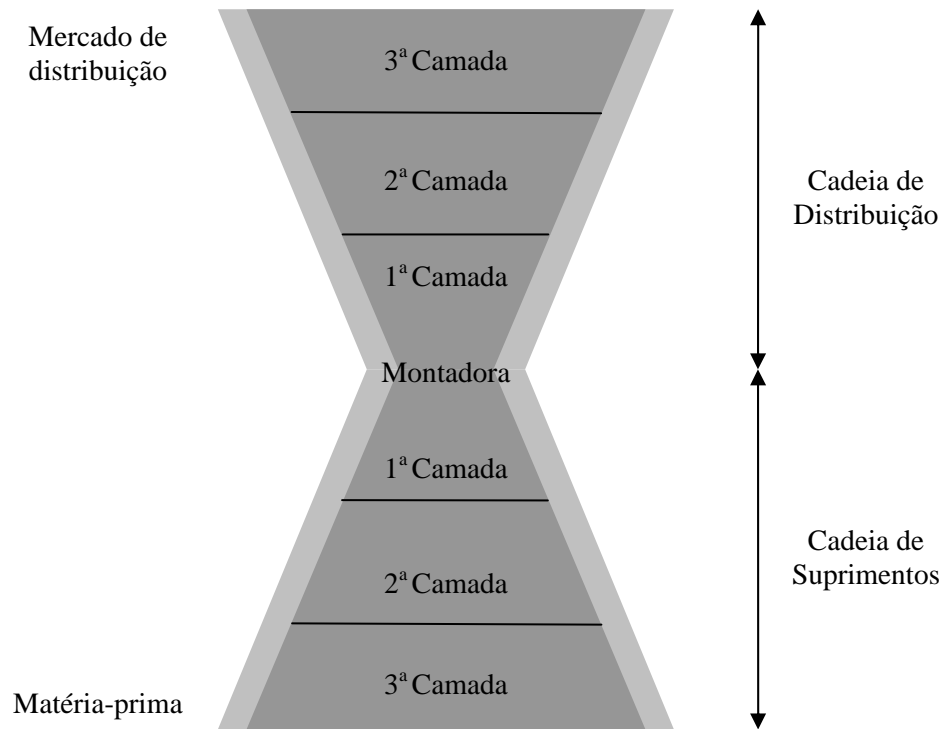 Mercado de
distribuição
3ª Camada
2ª Camada
Cadeia de
Distribuição
1ª Camada
Montadora
1ª Camada
Cadeia de
Suprimentos
2ª Camada
3ª Camada
Matéria-prima